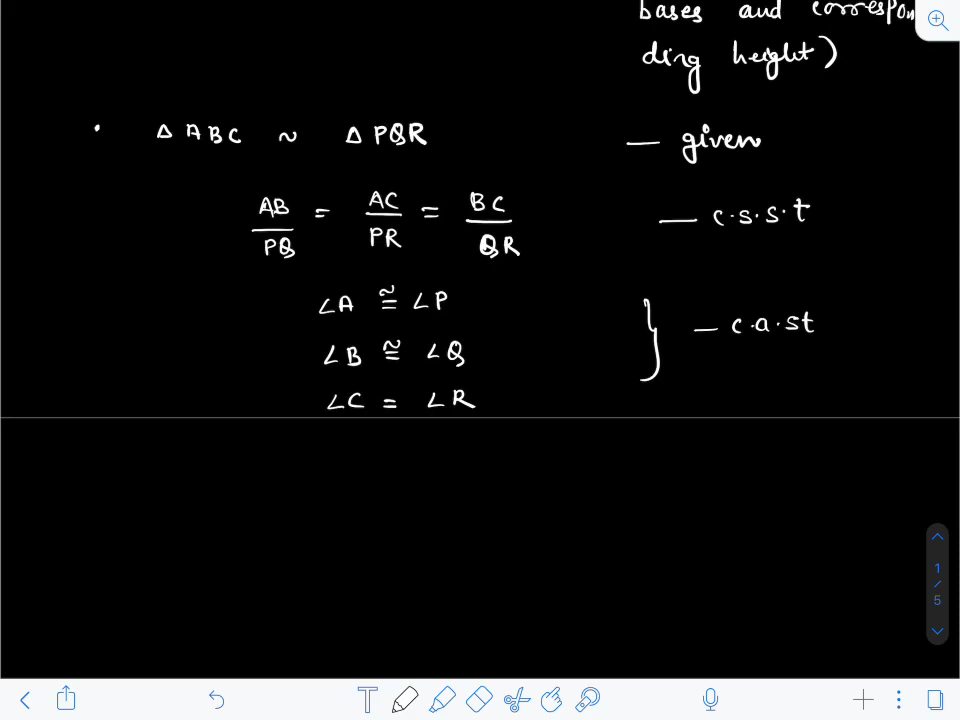 bases and correspon
ding height)
• Δ ABC ~ Δ PQR — given
AB/PQ = AC/PR = BC/QR — c.s.s.t
∠A ≅ ∠P
∠B ≅ ∠Q } — c.a.st
∠C = ∠R
1
/
5
T